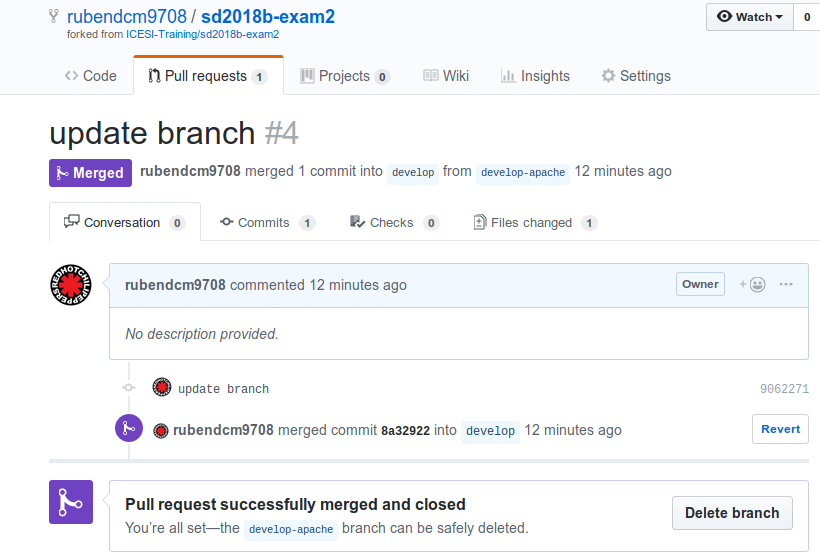 rubendcm9708 / sd2018b-exam2
Watch 0
forked from ICESI-Training/sd2018b-exam2
Code Pull requests 1 Projects 0 Wiki Insights Settings
update branch #4
Merged rubendcm9708 merged 1 commit into develop from develop-apache 12 minutes ago
Conversation 0 Commits 1 Checks 0 Files changed 1
RED HOT CHILI PEPPERS
rubendcm9708 commented 12 minutes ago Owner + ...
No description provided.
update branch 9062271
rubendcm9708 merged commit 8a32922 into develop 12 minutes ago Revert
Pull request successfully merged and closed
You’re all set—the develop-apache branch can be safely deleted.
Delete branch